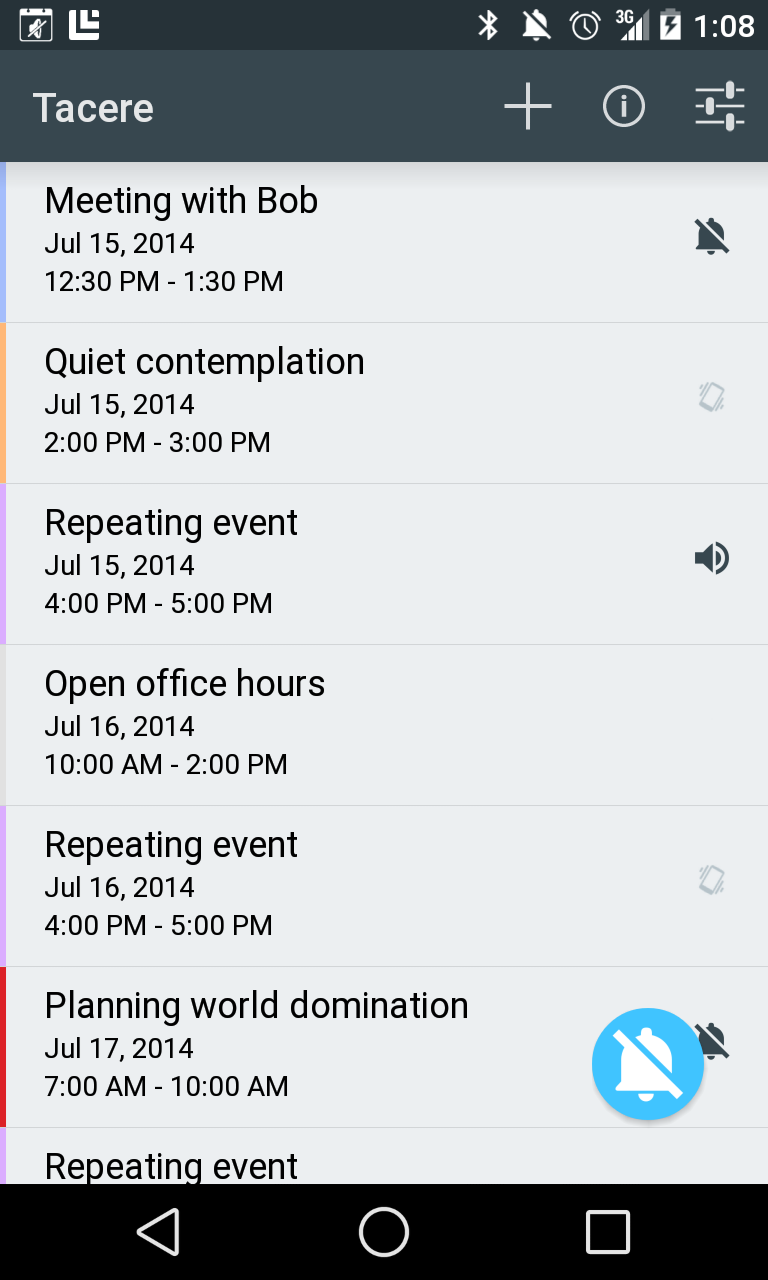 3G
1:08
Tacere
Meeting with Bob
Jul 15, 2014
12:30 PM - 1:30 PM
Quiet contemplation
Jul 15, 2014
2:00 PM - 3:00 PM
Repeating event
Jul 15, 2014
4:00 PM - 5:00 PM
Open office hours
Jul 16, 2014
10:00 AM - 2:00 PM
Repeating event
Jul 16, 2014
4:00 PM - 5:00 PM
Planning world domination
Jul 17, 2014
7:00 AM - 10:00 AM
Repeating event